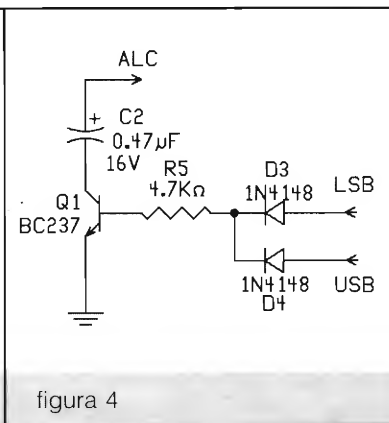 ALC
+ C2
0.47µF
16V
R5
4.7KΩ
D3
1N4148
LSB
Q1
BC237
USB
1N4148
D4
figura 4